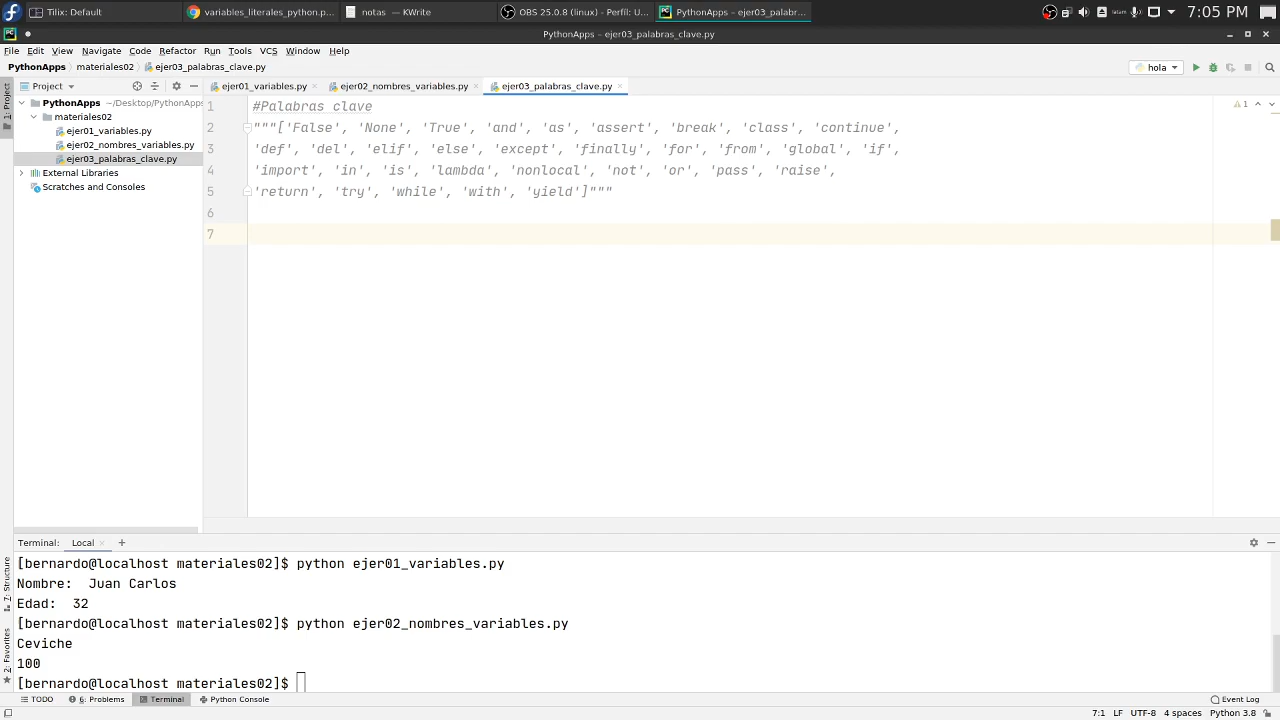 Tilix: Default
variables_literales_python.p...
notas — KWrite
OBS 25.0.8 (linux) - Perfil: U...
PythonApps – ejer03_palabr...
7:05 PM
PythonApps – ejer03_palabras_clave.py
File Edit View Navigate Code Refactor Run Tools VCS Window Help
PythonApps materiales02 ejer03_palabras_clave.py
hola
1: Project
Project
ejer01_variables.py
ejer02_nombres_variables.py
ejer03_palabras_clave.py
PythonApps ~/Desktop/PythonApps
materiales02
ejer01_variables.py
ejer02_nombres_variables.py
ejer03_palabras_clave.py
External Libraries
Scratches and Consoles
1 #Palabras clave
2 """['False', 'None', 'True', 'and', 'as', 'assert', 'break', 'class', 'continue',
3 'def', 'del', 'elif', 'else', 'except', 'finally', 'for', 'from', 'global', 'if',
4 'import', 'in', 'is', 'lambda', 'nonlocal', 'not', 'or', 'pass', 'raise',
5 'return', 'try', 'while', 'with', 'yield']"""
6
7
1
7: Structure
2: Favorites
Terminal: Local +
[bernardo@localhost materiales02]$ python ejer01_variables.py
Nombre:  Juan Carlos
Edad:  32
[bernardo@localhost materiales02]$ python ejer02_nombres_variables.py
Ceviche
100
[bernardo@localhost materiales02]$
TODO 6: Problems Terminal Python Console Event Log
7:1 LF UTF-8 4 spaces Python 3.8